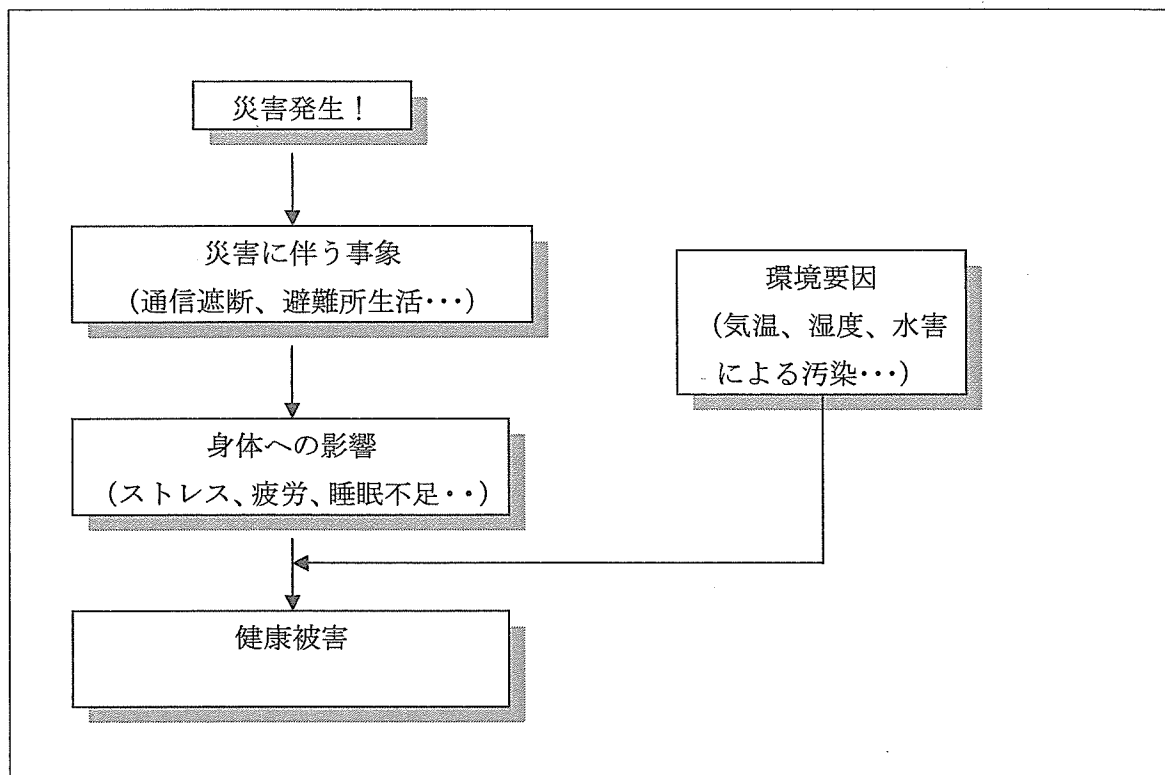 災害発生！
災害に伴う事象
（通信遮断、避難所生活･･･）
環境要因
（気温、湿度、水害
による汚染･･･）
身体への影響
（ストレス、疲労、睡眠不足･･）
健康被害